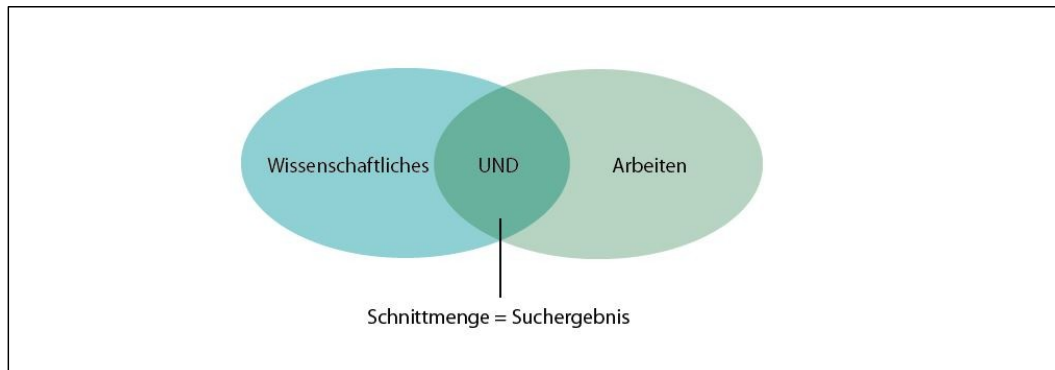 Wissenschaftliches UND Arbeiten
Schnittmenge = Suchergebnis